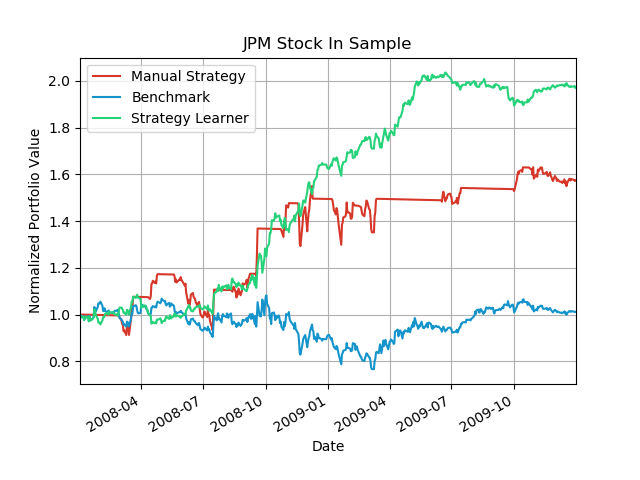 JPM Stock In Sample
Manual Strategy
Benchmark
Strategy Learner
Normalized Portfolio Value
2.0
1.8
1.6
1.4
1.2
1.0
0.8
2008-04
2008-07
2008-10
2009-01
2009-04
2009-07
2009-10
Date